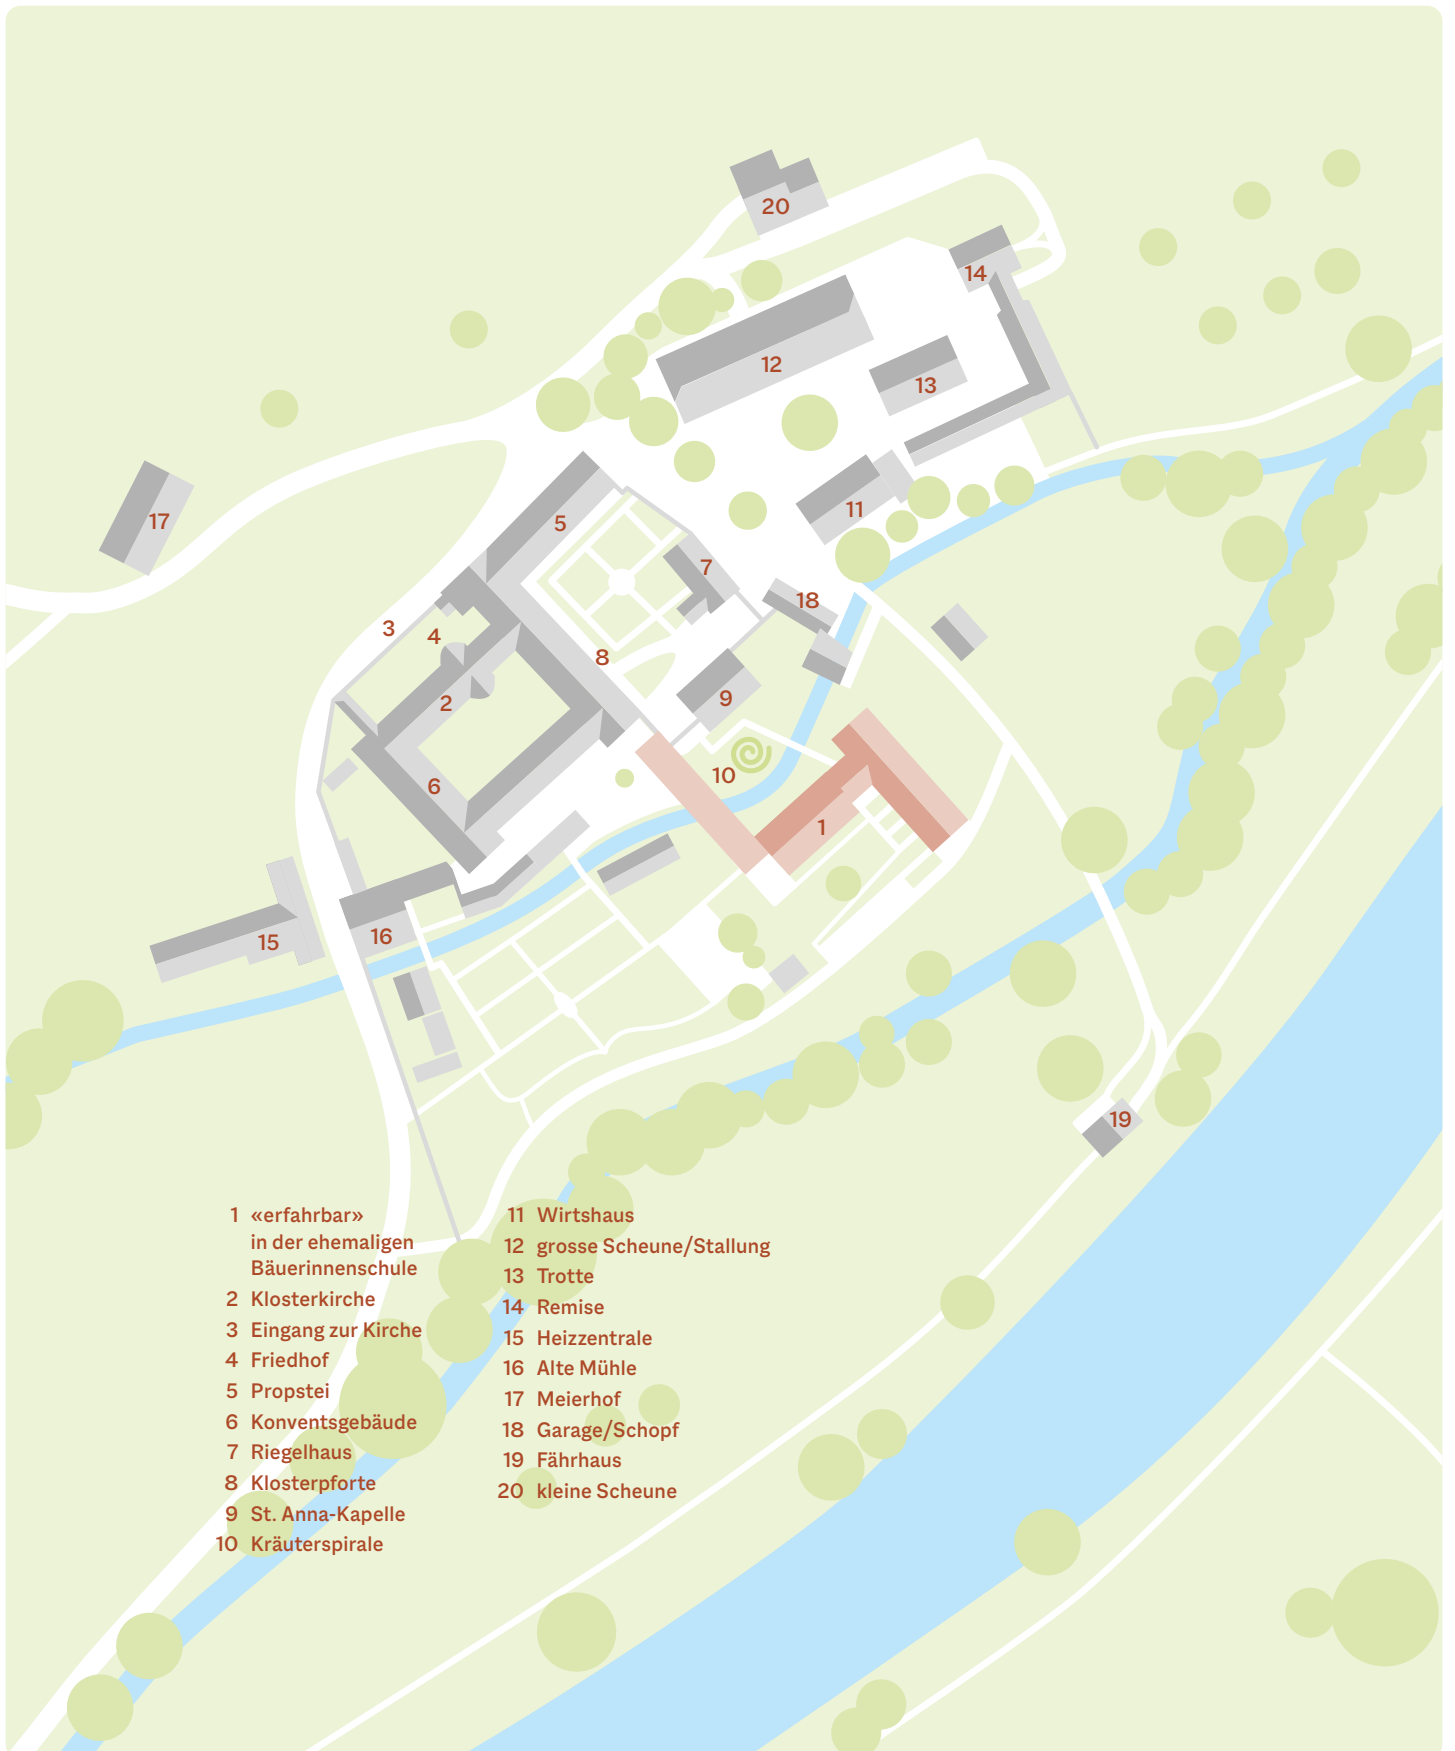 20
14
12
13
17
5
11
7
18
3
4
8
2
9
10
6
1
15
16
19
1 «erfahrbar»
in der ehemaligen
Bäuerinnenschule
2 Klosterkirche
3 Eingang zur Kirche
4 Friedhof
5 Propstei
6 Konventsgebäude
7 Riegelhaus
8 Klosterpforte
9 St. Anna-Kapelle
10 Kräuterspirale
11 Wirtshaus
12 grosse Scheune/Stallung
13 Trotte
14 Remise
15 Heizzentrale
16 Alte Mühle
17 Meierhof
18 Garage/Schopf
19 Fährhaus
20 kleine Scheune